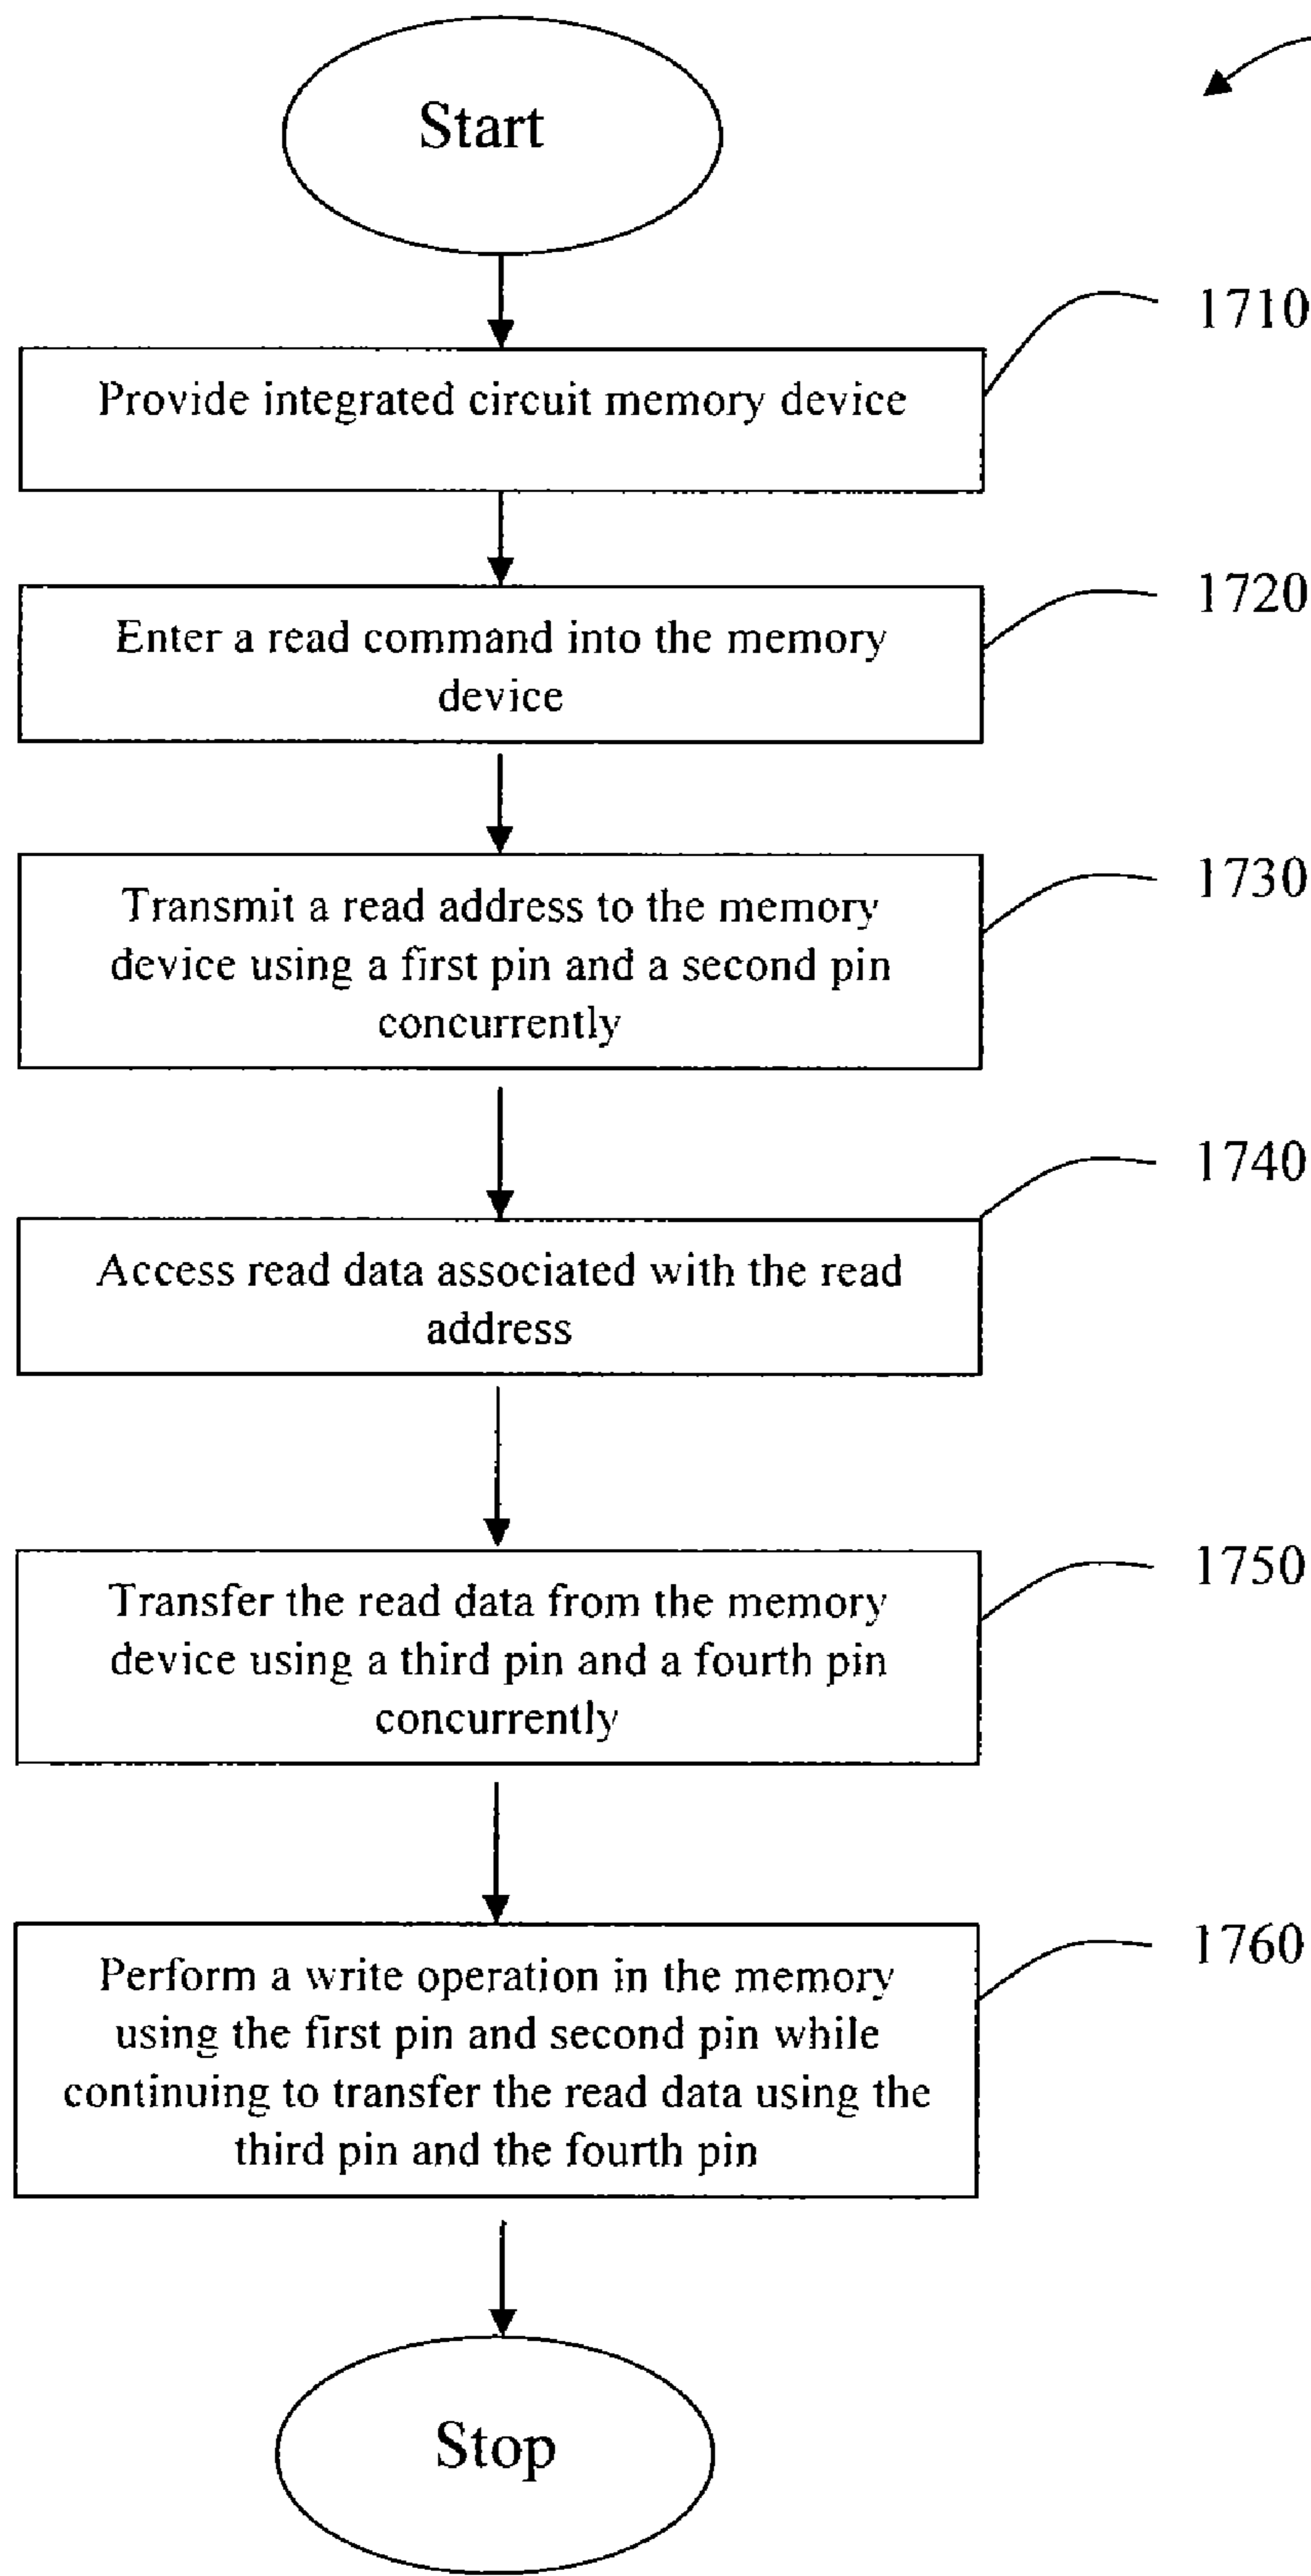 Start
1710
Provide integrated circuit memory device
1720
Enter a read command into the memory
device
1730
Transmit a read address to the memory
device using a first pin and a second pin
concurrently
1740
Access read data associated with the read
address
1750
Transfer the read data from the memory
device using a third pin and a fourth pin
concurrently
1760
Perform a write operation in the memory
using the first pin and second pin while
continuing to transfer the read data using the
third pin and the fourth pin
Stop